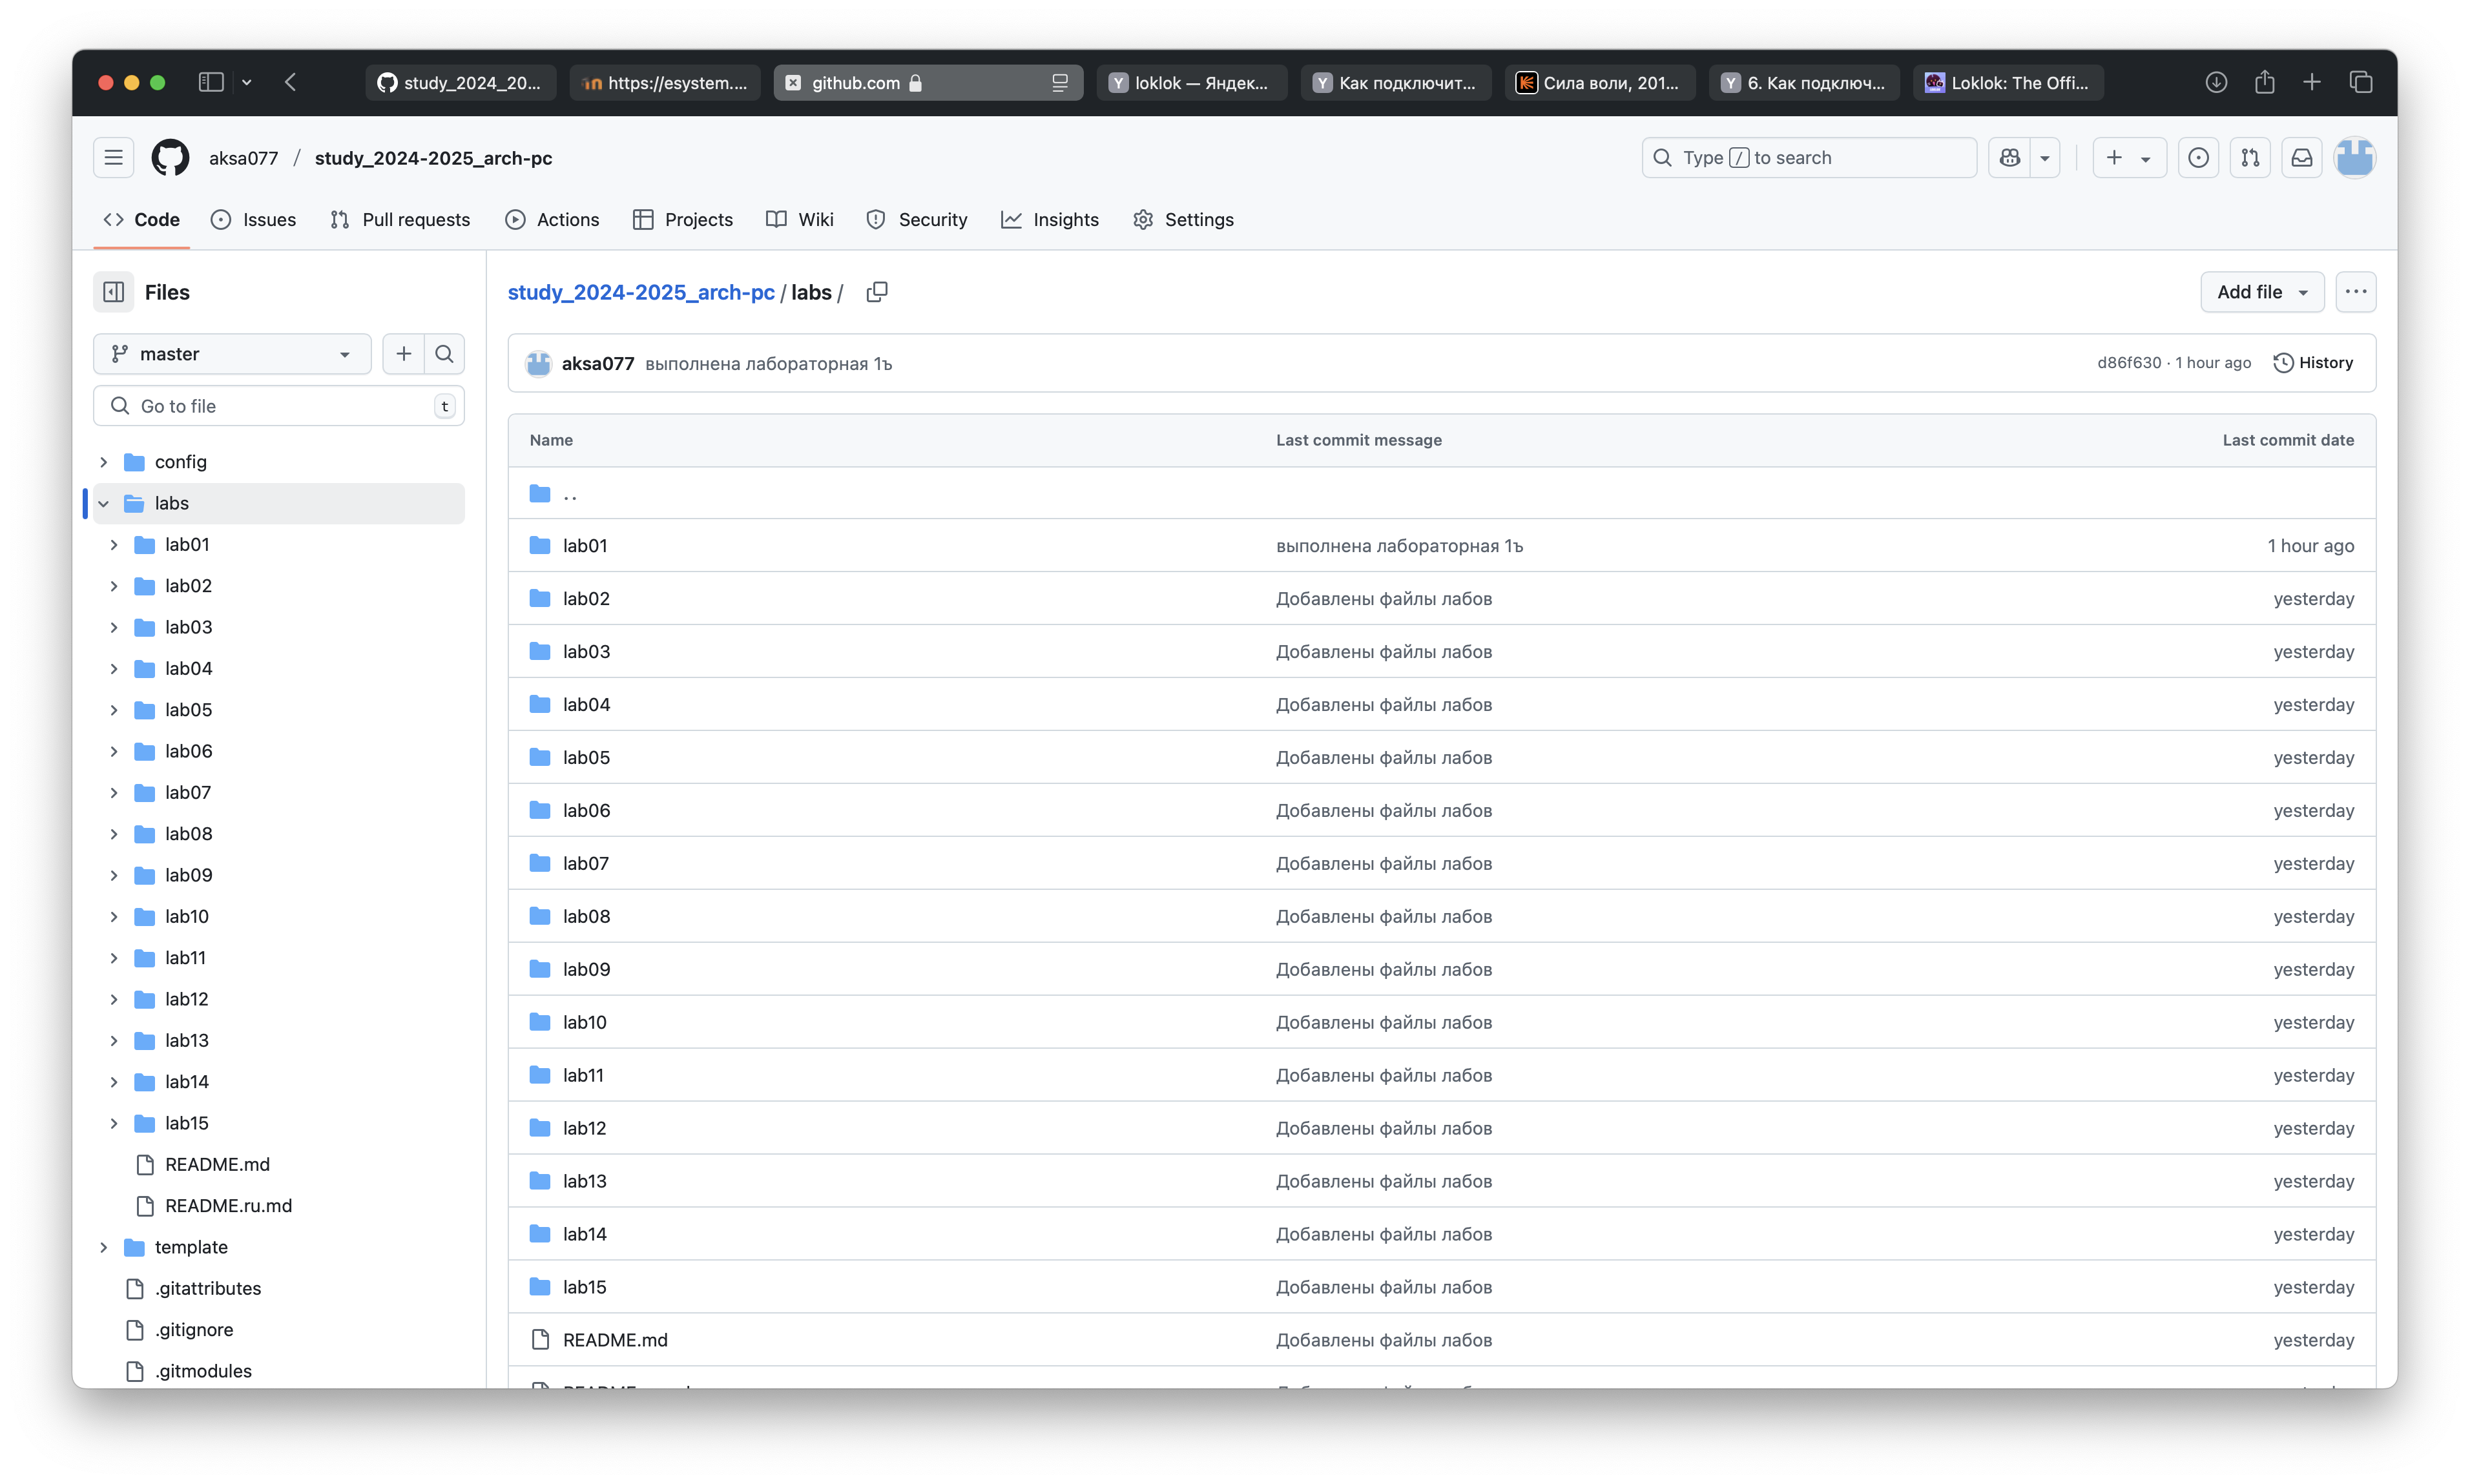 study_2024_20...
https://esystem....
github.com
loklok — Яндек...
Как подключит...
Сила воли, 201...
6. Как подключ...
Loklok: The Offi...
aksa077 / study_2024-2025_arch-pc
Type / to search
Code
Issues
Pull requests
Actions
Projects
Wiki
Security
Insights
Settings
Files
master
Go to file
t
config
labs
lab01
lab02
lab03
lab04
lab05
lab06
lab07
lab08
lab09
lab10
lab11
lab12
lab13
lab14
lab15
README.md
README.ru.md
template
.gitattributes
.gitignore
.gitmodules
study_2024-2025_arch-pc / labs /
Add file
aksa077 выполнена лабораторная 1ъ
d86f630 · 1 hour ago
History
Name Last commit message Last commit date
..
lab01 выполнена лабораторная 1ъ 1 hour ago
lab02 Добавлены файлы лабов yesterday
lab03 Добавлены файлы лабов yesterday
lab04 Добавлены файлы лабов yesterday
lab05 Добавлены файлы лабов yesterday
lab06 Добавлены файлы лабов yesterday
lab07 Добавлены файлы лабов yesterday
lab08 Добавлены файлы лабов yesterday
lab09 Добавлены файлы лабов yesterday
lab10 Добавлены файлы лабов yesterday
lab11 Добавлены файлы лабов yesterday
lab12 Добавлены файлы лабов yesterday
lab13 Добавлены файлы лабов yesterday
lab14 Добавлены файлы лабов yesterday
lab15 Добавлены файлы лабов yesterday
README.md Добавлены файлы лабов yesterday